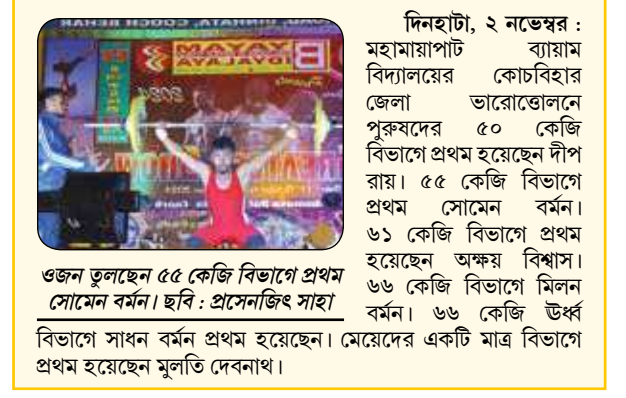 দিনহাটা, ২ নভেম্বর :
মহামায়াপাট ব্যায়াম
বিদ্যালয়ের কোচবিহার
জেলা ভারোত্তোলনে
পুরুষদের ৫০ কেজি
বিভাগে প্রথম হয়েছেন দীপ
রায়। ৫৫ কেজি বিভাগে
প্রথম সোমেন বর্মন।
৬১ কেজি বিভাগে প্রথম
হয়েছেন অক্ষয় বিশ্বাস।
৬৬ কেজি বিভাগে মিলন
বর্মন। ৬৬ কেজি ঊর্ধ্ব
বিভাগে সাধন বর্মন প্রথম হয়েছেন। মেয়েদের একটি মাত্র বিভাগে
প্রথম হয়েছেন মুলতি দেবনাথ।
ওজন তুলছেন ৫৫ কেজি বিভাগে প্রথম
সোমেন বর্মন। ছবি : প্রসেনজিৎ সাহা